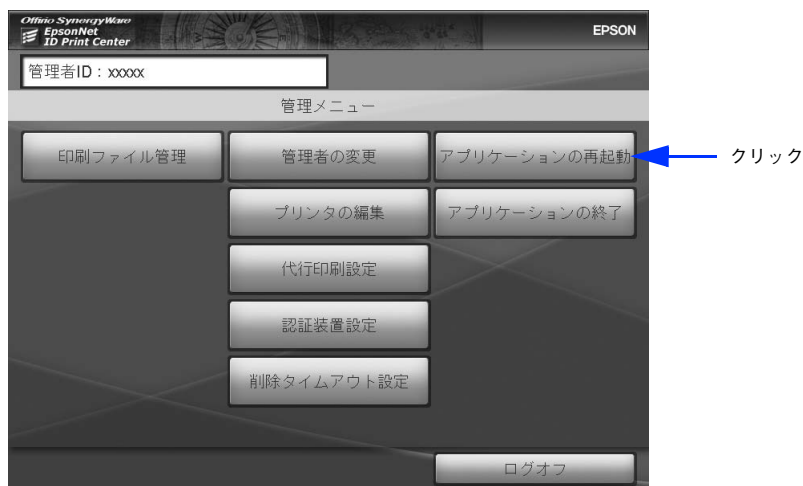 Offirio SynergyWare
EpsonNet
ID Print Center
EPSON
管理者ID：xxxxx
管理メニュー
印刷ファイル管理
管理者の変更
アプリケーションの再起動
クリック
プリンタの編集
アプリケーションの終了
代行印刷設定
認証装置設定
削除タイムアウト設定
ログオフ